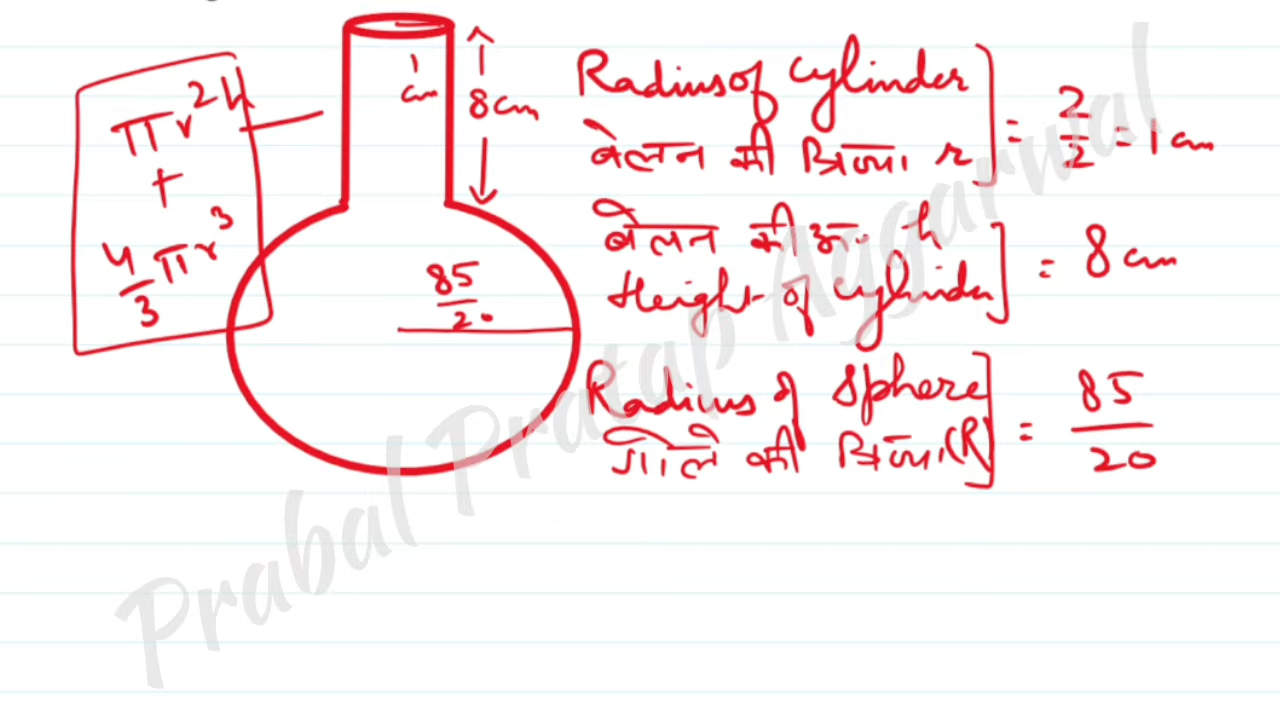 πr²h
+
4/3 πr³
1
cm
8cm
85/20
Radius of cylinder
बेलन की त्रिज्या r
= 2/2 = 1 cm
बेलन की ऊँ. h
Height of cylinder
= 8 cm
Radius of sphere
गोले की त्रिज्या (R)
= 85/20
Prabal Pratap Aggarwal